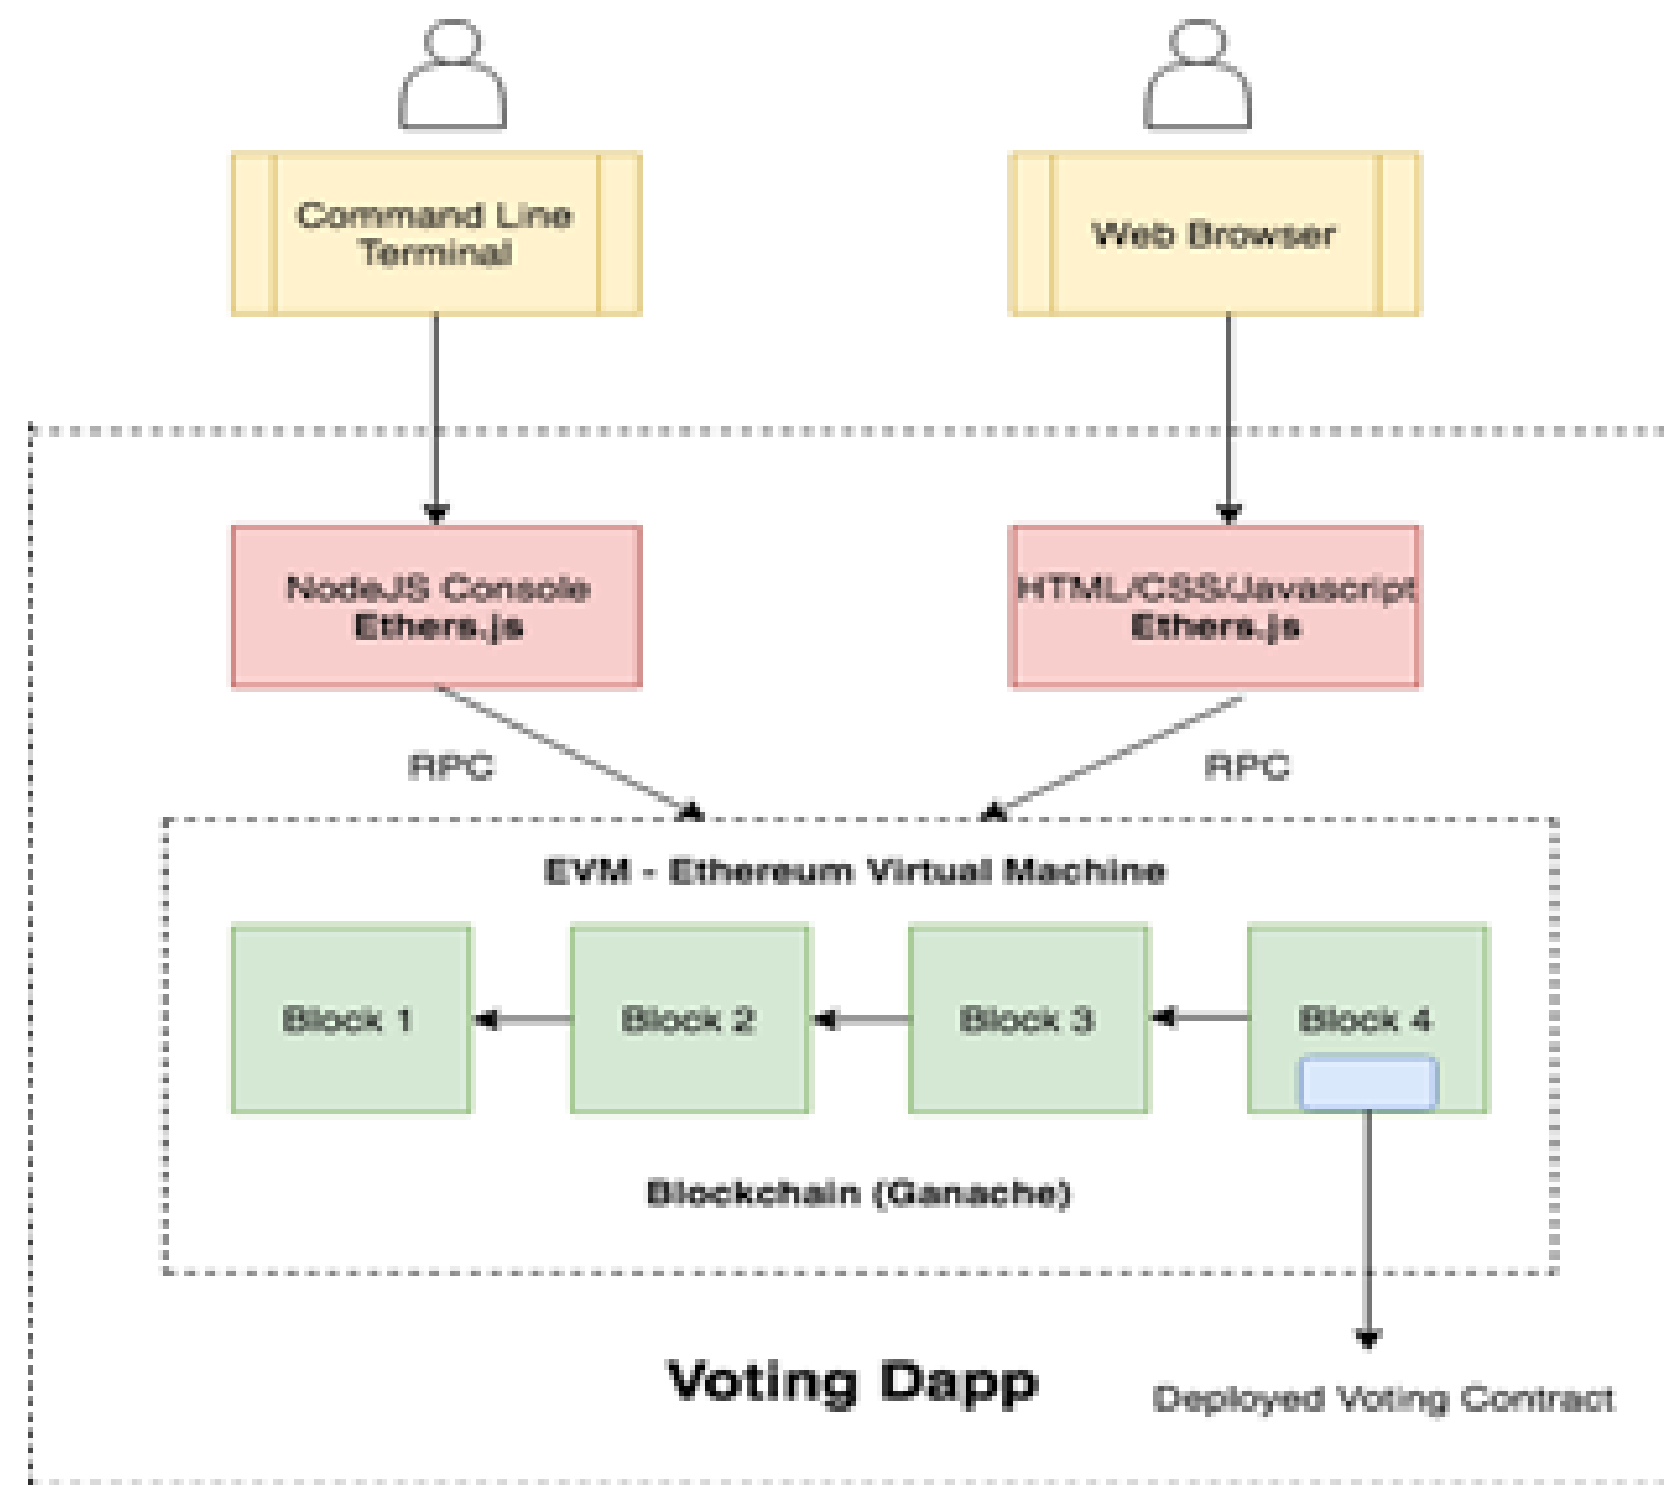 Command Line
Terminal
Web Browser
NodeJS Console
Ethers.js
HTML/CSS/Javascript
Ethers.js
RPC
RPC
EVM - Ethereum Virtual Machine
Block 1
Block 2
Block 3
Block 4
Blockchain (Ganache)
Voting Dapp
Deployed Voting Contract